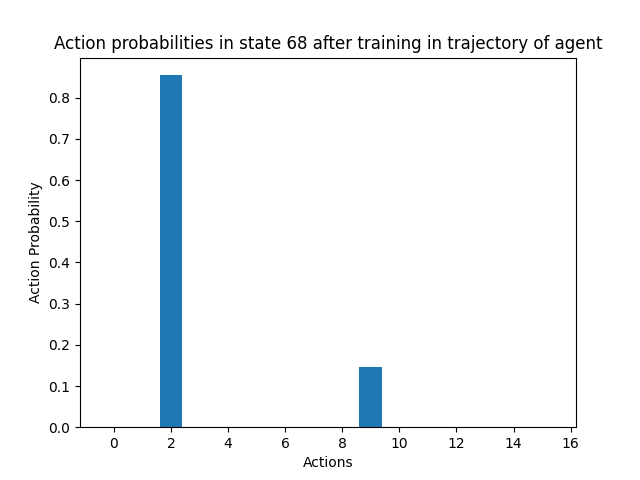 Action probabilities in state 68 after training in trajectory of agent
Action Probability
0.8
0.7
0.6
0.5
0.4
0.3
0.2
0.1
0.0
0 2 4 6 8 10 12 14 16
Actions